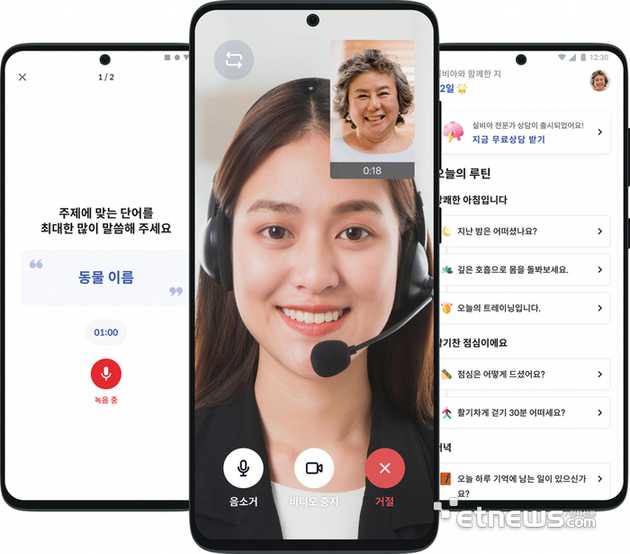 1 / 2
주제에 맞는 단어를
최대한 많이 말씀해 주세요
동물 이름
01:00
녹음 중
0:18
음소거
비디오 중지
거절
12:30
실비아와 함께한 지
2일
실비아 전문가 상담이 출시되었어요!
지금 무료상담 받기
오늘의 루틴
상쾌한 아침입니다
지난 밤은 어떠셨나요?
깊은 호흡으로 몸을 돌봐보세요.
오늘의 트레이닝입니다.
활기찬 점심이에요
점심은 어떻게 드셨어요?
활기차게 걷기 30분 어떠세요?
저녁
오늘 하루 기억에 남는 일이 있으신가
요?
etnews.com